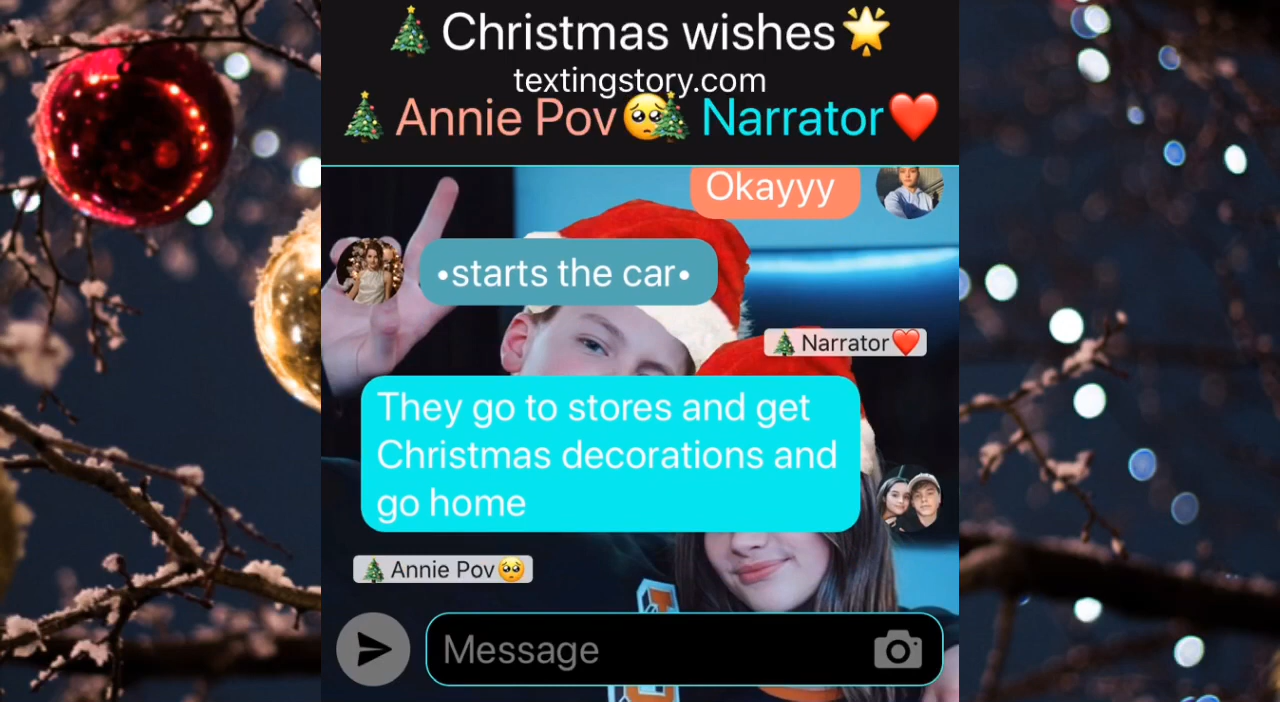 🎄Christmas wishes🌟
textingstory.com
🎄Annie Pov🥺🎄Narrator❤️
Okayyy
•starts the car•
🎄Narrator❤️
They go to stores and get
Christmas decorations and
go home
🎄Annie Pov🥺
Message